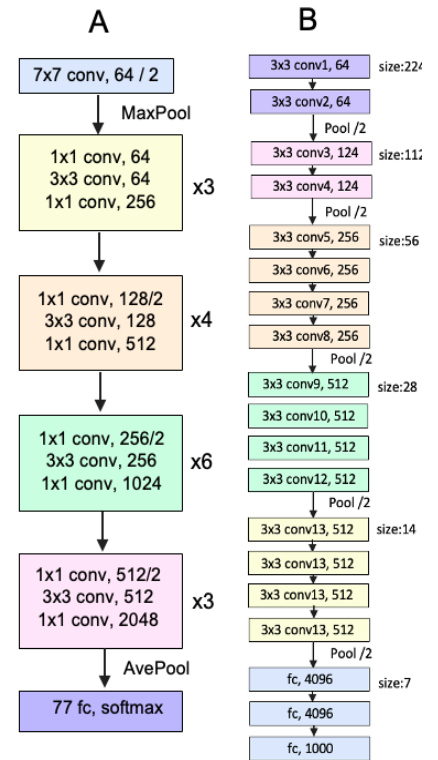 A
7x7 conv, 64 / 2
MaxPool
1x1 conv, 64
3x3 conv, 64
1x1 conv, 256
x3
1x1 conv, 128/2
3x3 conv, 128
1x1 conv, 512
x4
1x1 conv, 256/2
3x3 conv, 256
1x1 conv, 1024
x6
1x1 conv, 512/2
3x3 conv, 512
1x1 conv, 2048
x3
AvePool
77 fc, softmax
B
3x3 conv1, 64
size:224
3x3 conv2, 64
Pool /2
3x3 conv3, 124
size:112
3x3 conv4, 124
Pool /2
3x3 conv5, 256
size:56
3x3 conv6, 256
3x3 conv7, 256
3x3 conv8, 256
Pool /2
3x3 conv9, 512
size:28
3x3 conv10, 512
3x3 conv11, 512
3x3 conv12, 512
Pool /2
3x3 conv13, 512
size:14
3x3 conv13, 512
3x3 conv13, 512
3x3 conv13, 512
Pool /2
fc, 4096
size:7
fc, 4096
fc, 1000